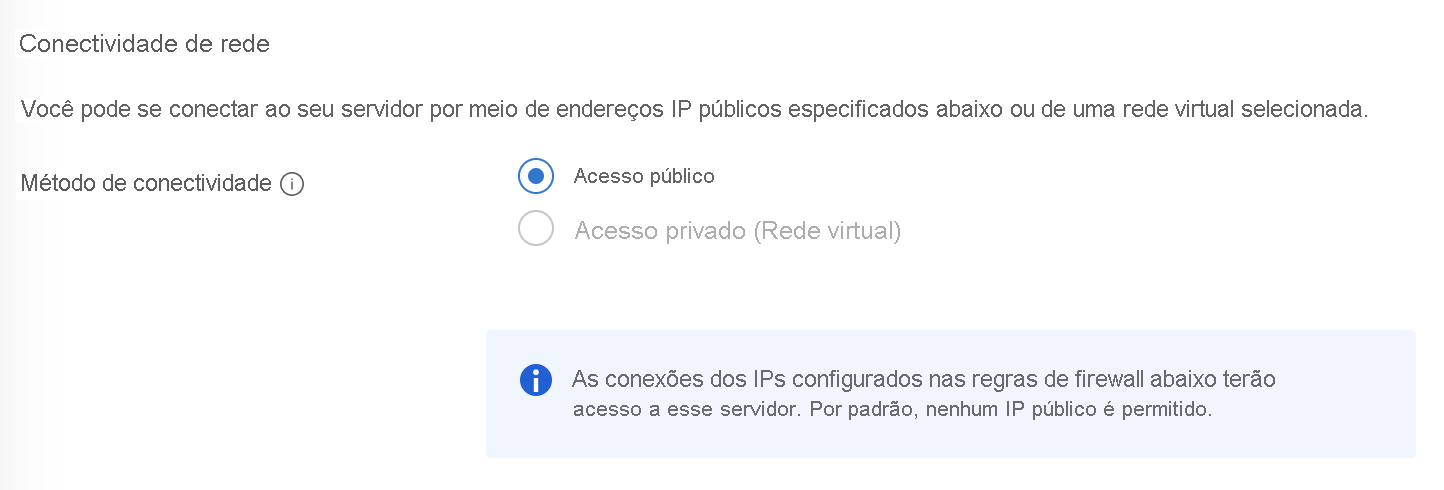 Conectividade de rede
Você pode se conectar ao seu servidor por meio de endereços IP públicos especificados abaixo ou de uma rede virtual selecionada.
Método de conectividade
Acesso público
Acesso privado (Rede virtual)
As conexões dos IPs configurados nas regras de firewall abaixo terão
acesso a esse servidor. Por padrão, nenhum IP público é permitido.